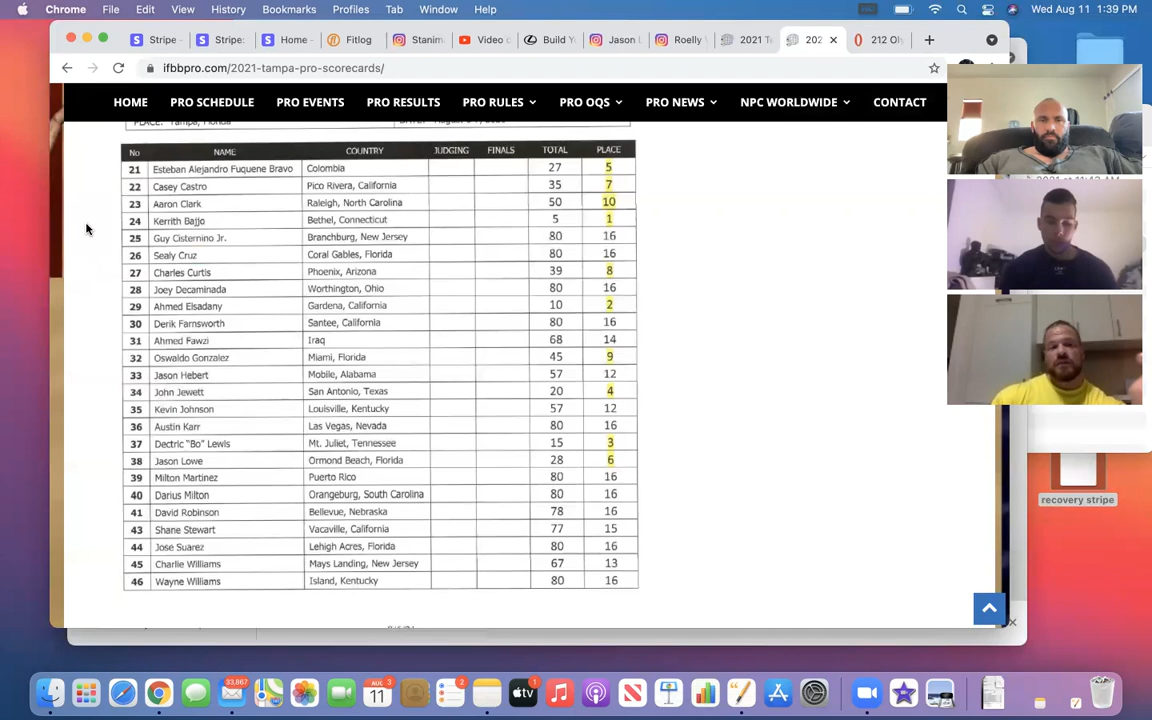 Chrome File Edit View History Bookmarks Profiles Tab Window Help Wed Aug 11 1:39 PM
Stripe Stripe: Home - Fitlog Stanim Video c Build Y Jason L Roelly 2021 T 202 212 Oly
ifbbpro.com/2021-tampa-pro-scorecards/
HOME PRO SCHEDULE PRO EVENTS PRO RESULTS PRO RULES PRO OQS PRO NEWS NPC WORLDWIDE CONTACT
PLACE: Tampa, Florida
No NAME COUNTRY JUDGING FINALS TOTAL PLACE
21 Esteban Alejandro Fuquene Bravo Colombia 27 5
22 Casey Castro Pico Rivera, California 35 7
23 Aaron Clark Raleigh, North Carolina 50 10
24 Kerrith Bajjo Bethel, Connecticut 5 1
25 Guy Cisternino Jr. Branchburg, New Jersey 80 16
26 Sealy Cruz Coral Gables, Florida 80 16
27 Charles Curtis Phoenix, Arizona 39 8
28 Joey Decaminada Worthington, Ohio 80 16
29 Ahmed Elsadany Gardena, California 10 2
30 Derik Farnsworth Santee, California 80 16
31 Ahmed Fawzi Iraq 68 14
32 Oswaldo Gonzalez Miami, Florida 45 9
33 Jason Hebert Mobile, Alabama 57 12
34 John Jewett San Antonio, Texas 20 4
35 Kevin Johnson Louisville, Kentucky 57 12
36 Austin Karr Las Vegas, Nevada 80 16
37 Dectric "Bo" Lewis Mt. Juliet, Tennessee 15 3
38 Jason Lowe Ormond Beach, Florida 28 6
39 Milton Martinez Puerto Rico 80 16
40 Darius Milton Orangeburg, South Carolina 80 16
41 David Robinson Bellevue, Nebraska 78 16
43 Shane Stewart Vacaville, California 77 15
44 Jose Suarez Lehigh Acres, Florida 80 16
45 Charlie Williams Mays Landing, New Jersey 67 13
46 Wayne Williams Island, Kentucky 80 16
recovery stripe
33,867
AUG 11
3
2
1
tv